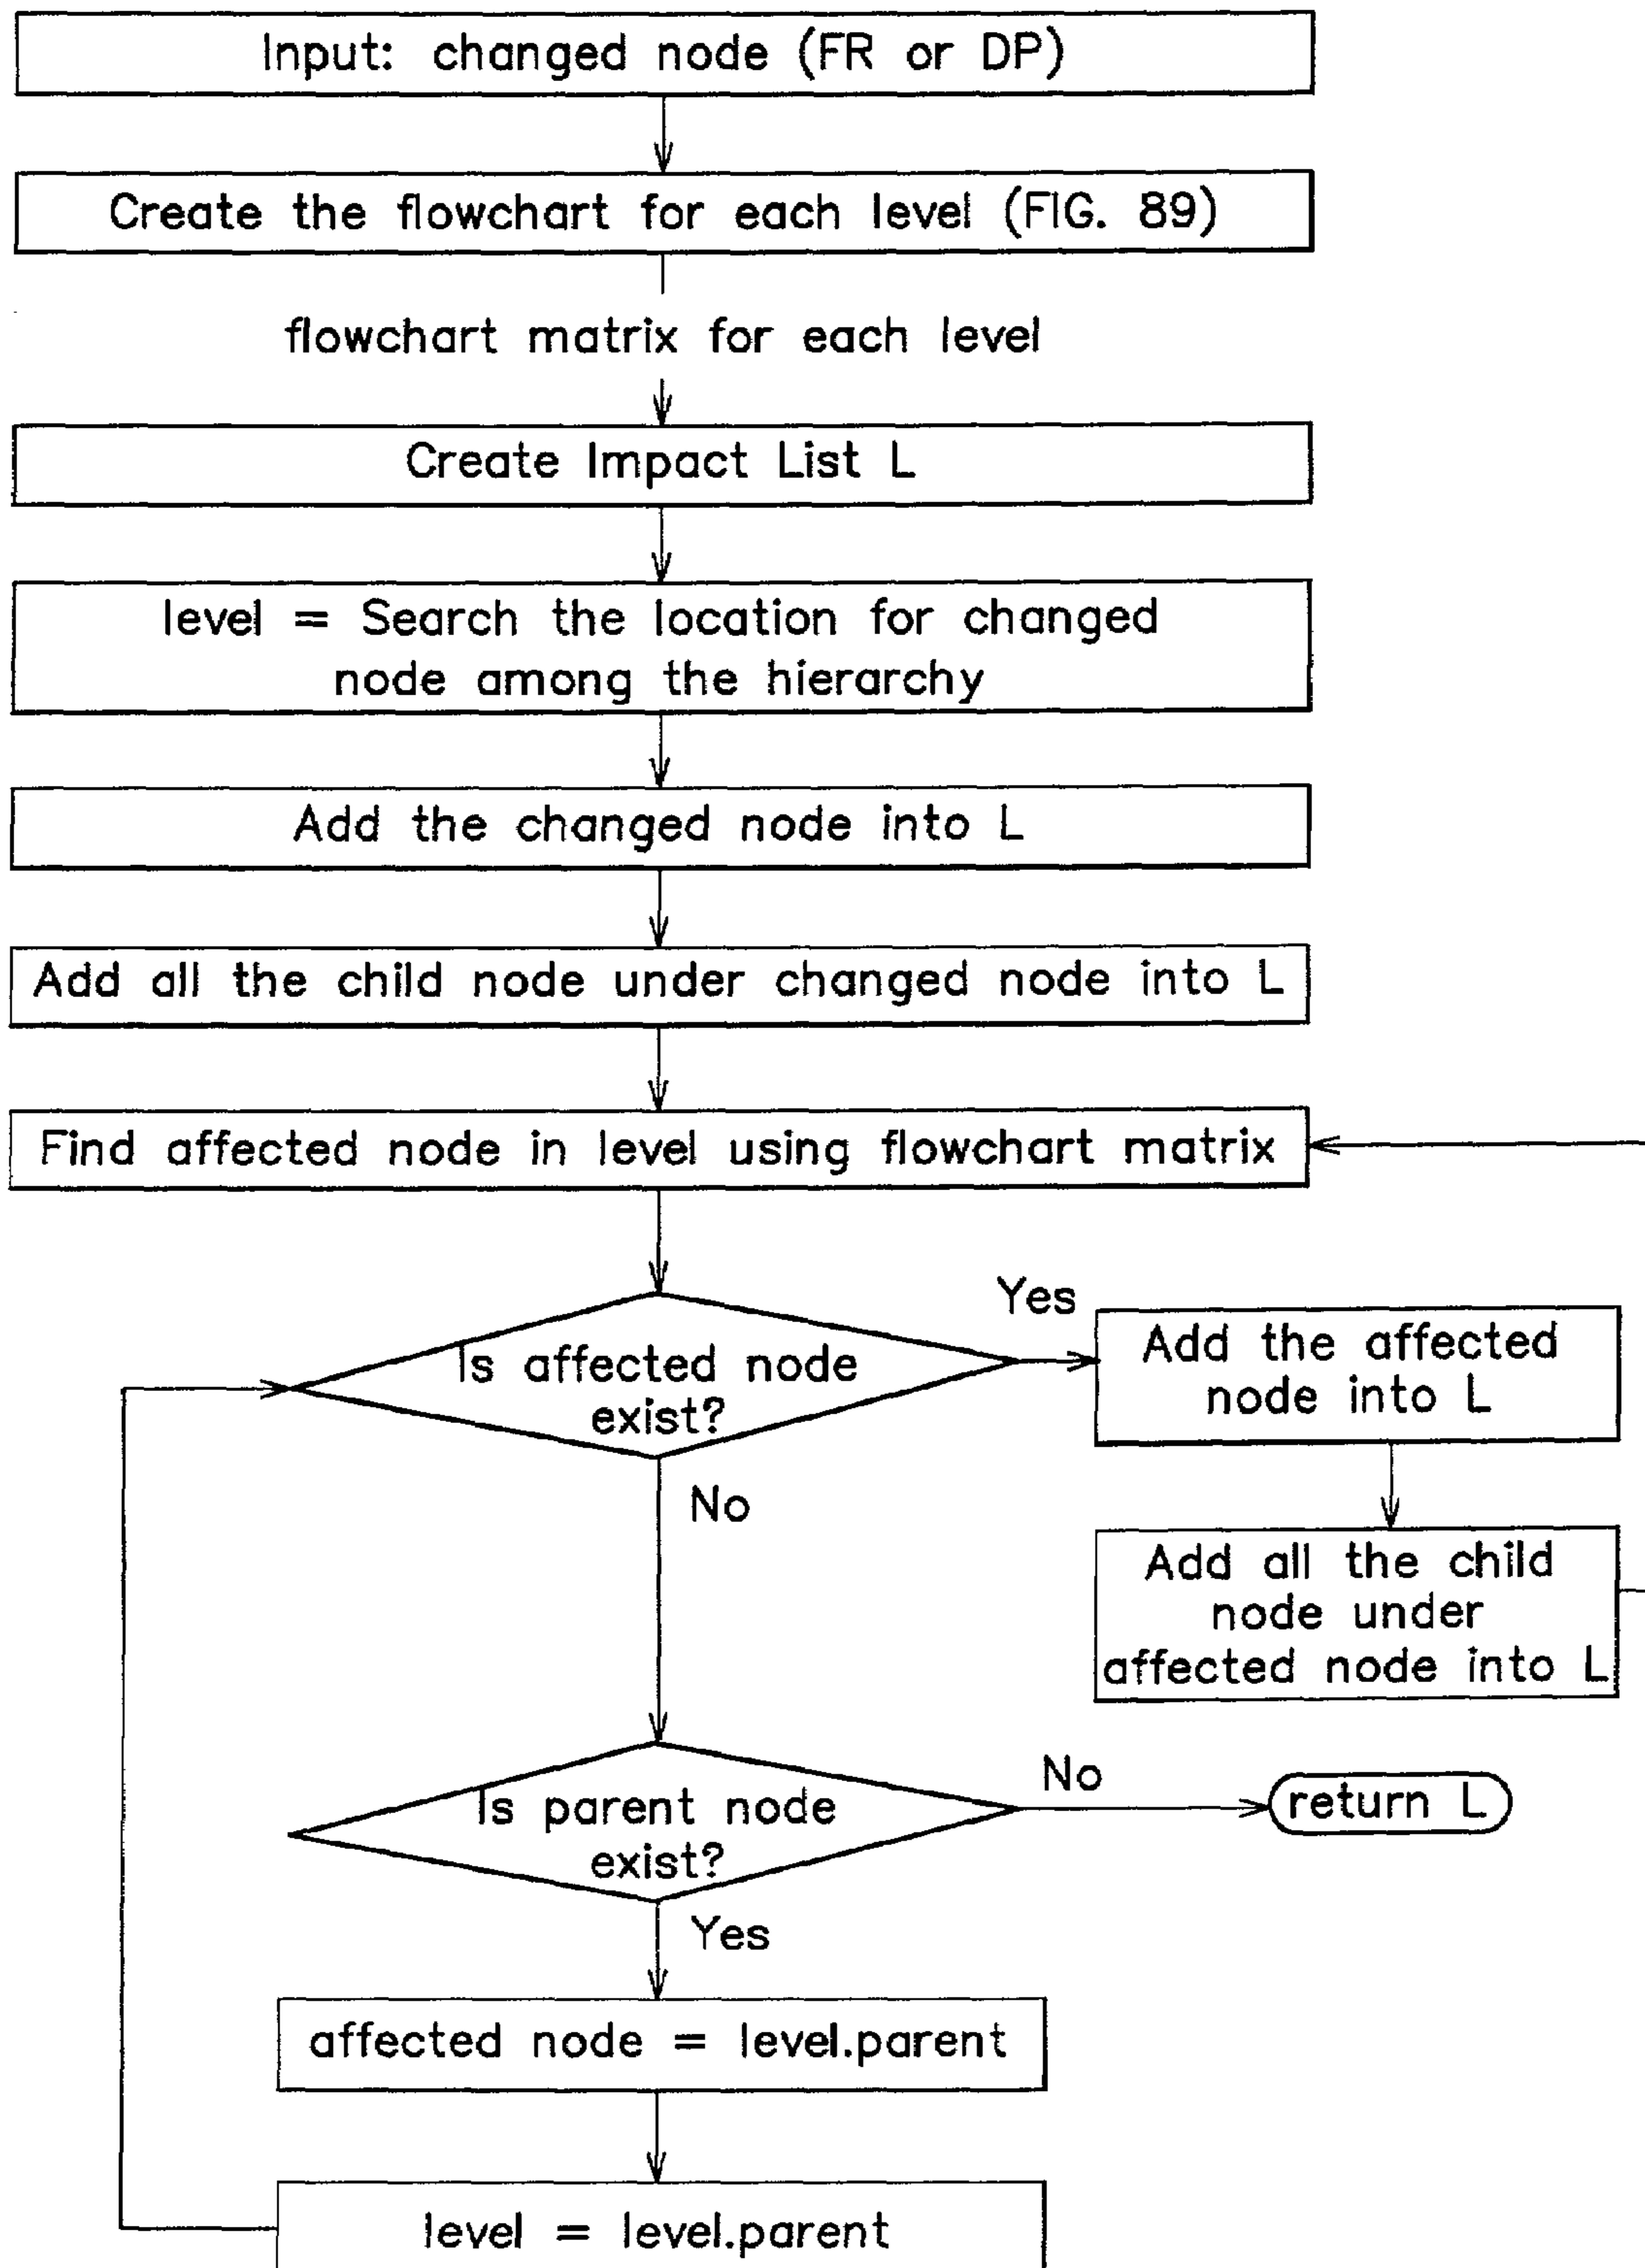 Input: changed node (FR or DP)
Create the flowchart for each level (FIG. 89)
flowchart matrix for each level
Create Impact List L
level = Search the location for changed
node among the hierarchy
Add the changed node into L
Add all the child node under changed node into L
Find affected node in level using flowchart matrix
Yes
Is affected node
exist?
Add the affected
node into L
No
Add all the child
node under
affected node into L
Is parent node
exist?
No
return L
Yes
affected node = level.parent
level = level.parent